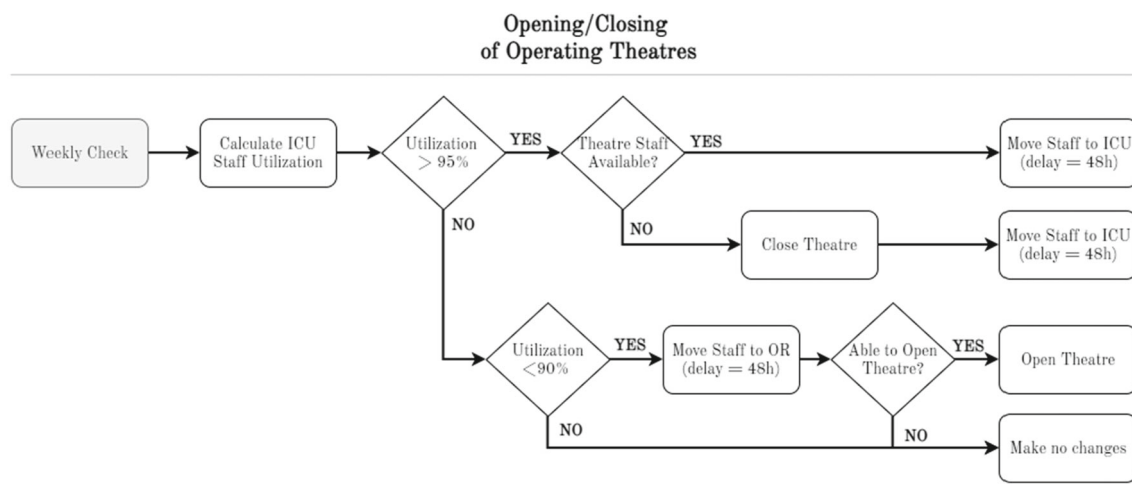 Opening/Closing
of Operating Theatres
Weekly Check
Calculate ICU
Staff Utilization
Utilization
> 95%
YES
Theatre Staff
Available?
YES
Move Staff to ICU
(delay = 48h)
NO
NO
Close Theatre
Move Staff to ICU
(delay = 48h)
Utilization
<90%
YES
Move Staff to OR
(delay = 48h)
Able to Open
Theatre?
YES
Open Theatre
NO
NO
Make no changes